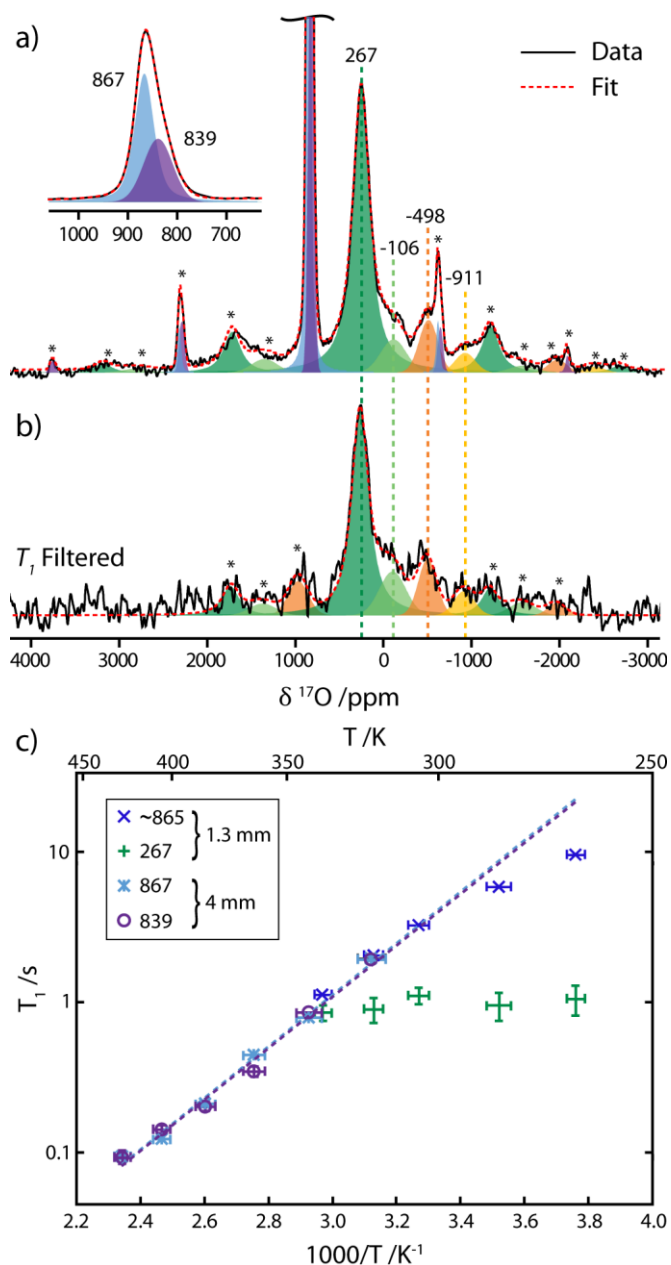 a)
867
839
1000 900 800 700
267
Data
Fit
-106
-498
-911
* * * * * * * * * * * *
b)
T₁ Filtered
* * * * * *
4000 3000 2000 1000 0 -1000 -2000 -3000
δ ¹⁷O /ppm
c)
T /K
450 400 350 300 250
~865
267
1.3 mm
867
839
4 mm
10
1
0.1
T₁ /s
2.2 2.4 2.6 2.8 3.0 3.2 3.4 3.6 3.8 4.0
1000/T /K⁻¹